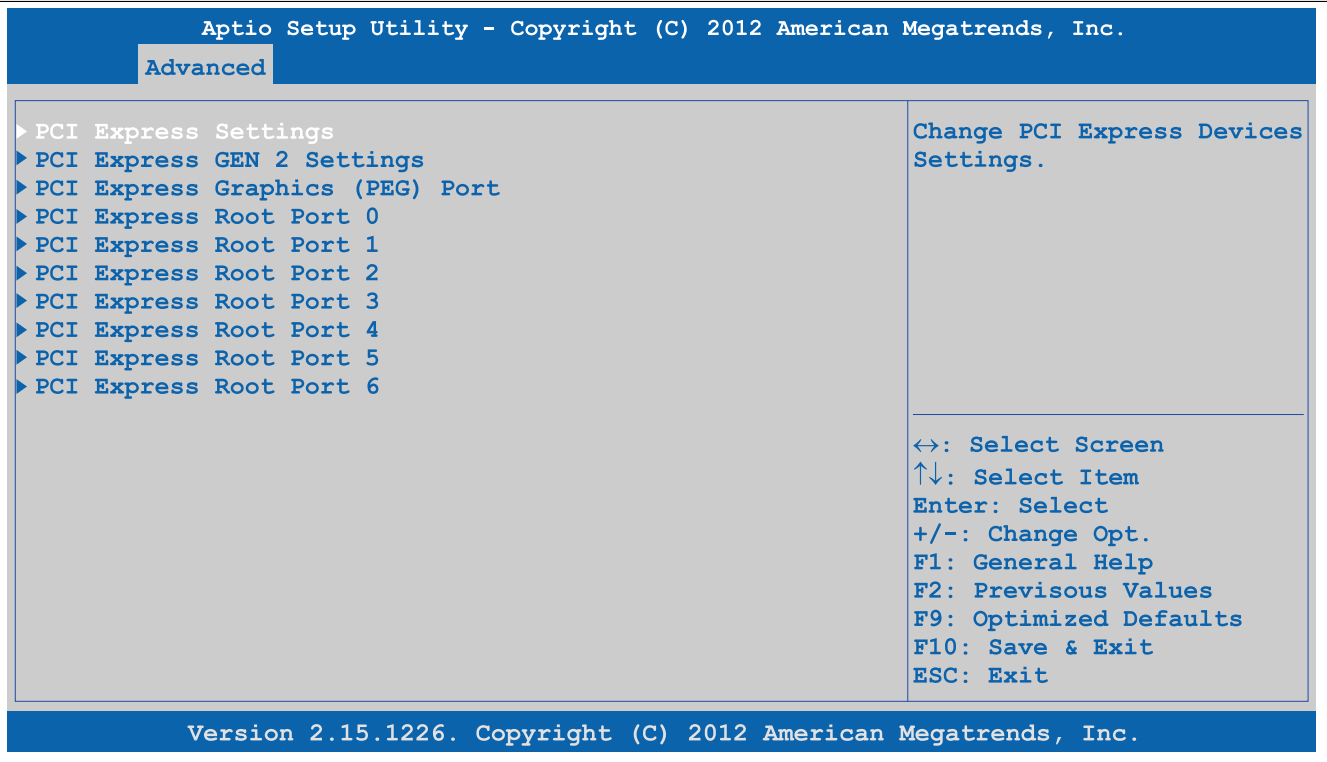 Aptio Setup Utility - Copyright (C) 2012 American Megatrends, Inc.
Advanced
PCI Express Settings
PCI Express GEN 2 Settings
PCI Express Graphics (PEG) Port
PCI Express Root Port 0
PCI Express Root Port 1
PCI Express Root Port 2
PCI Express Root Port 3
PCI Express Root Port 4
PCI Express Root Port 5
PCI Express Root Port 6
Change PCI Express Devices
Settings.
↔: Select Screen
↑↓: Select Item
Enter: Select
+/-: Change Opt.
F1: General Help
F2: Previsous Values
F9: Optimized Defaults
F10: Save & Exit
ESC: Exit
Version 2.15.1226. Copyright (C) 2012 American Megatrends, Inc.